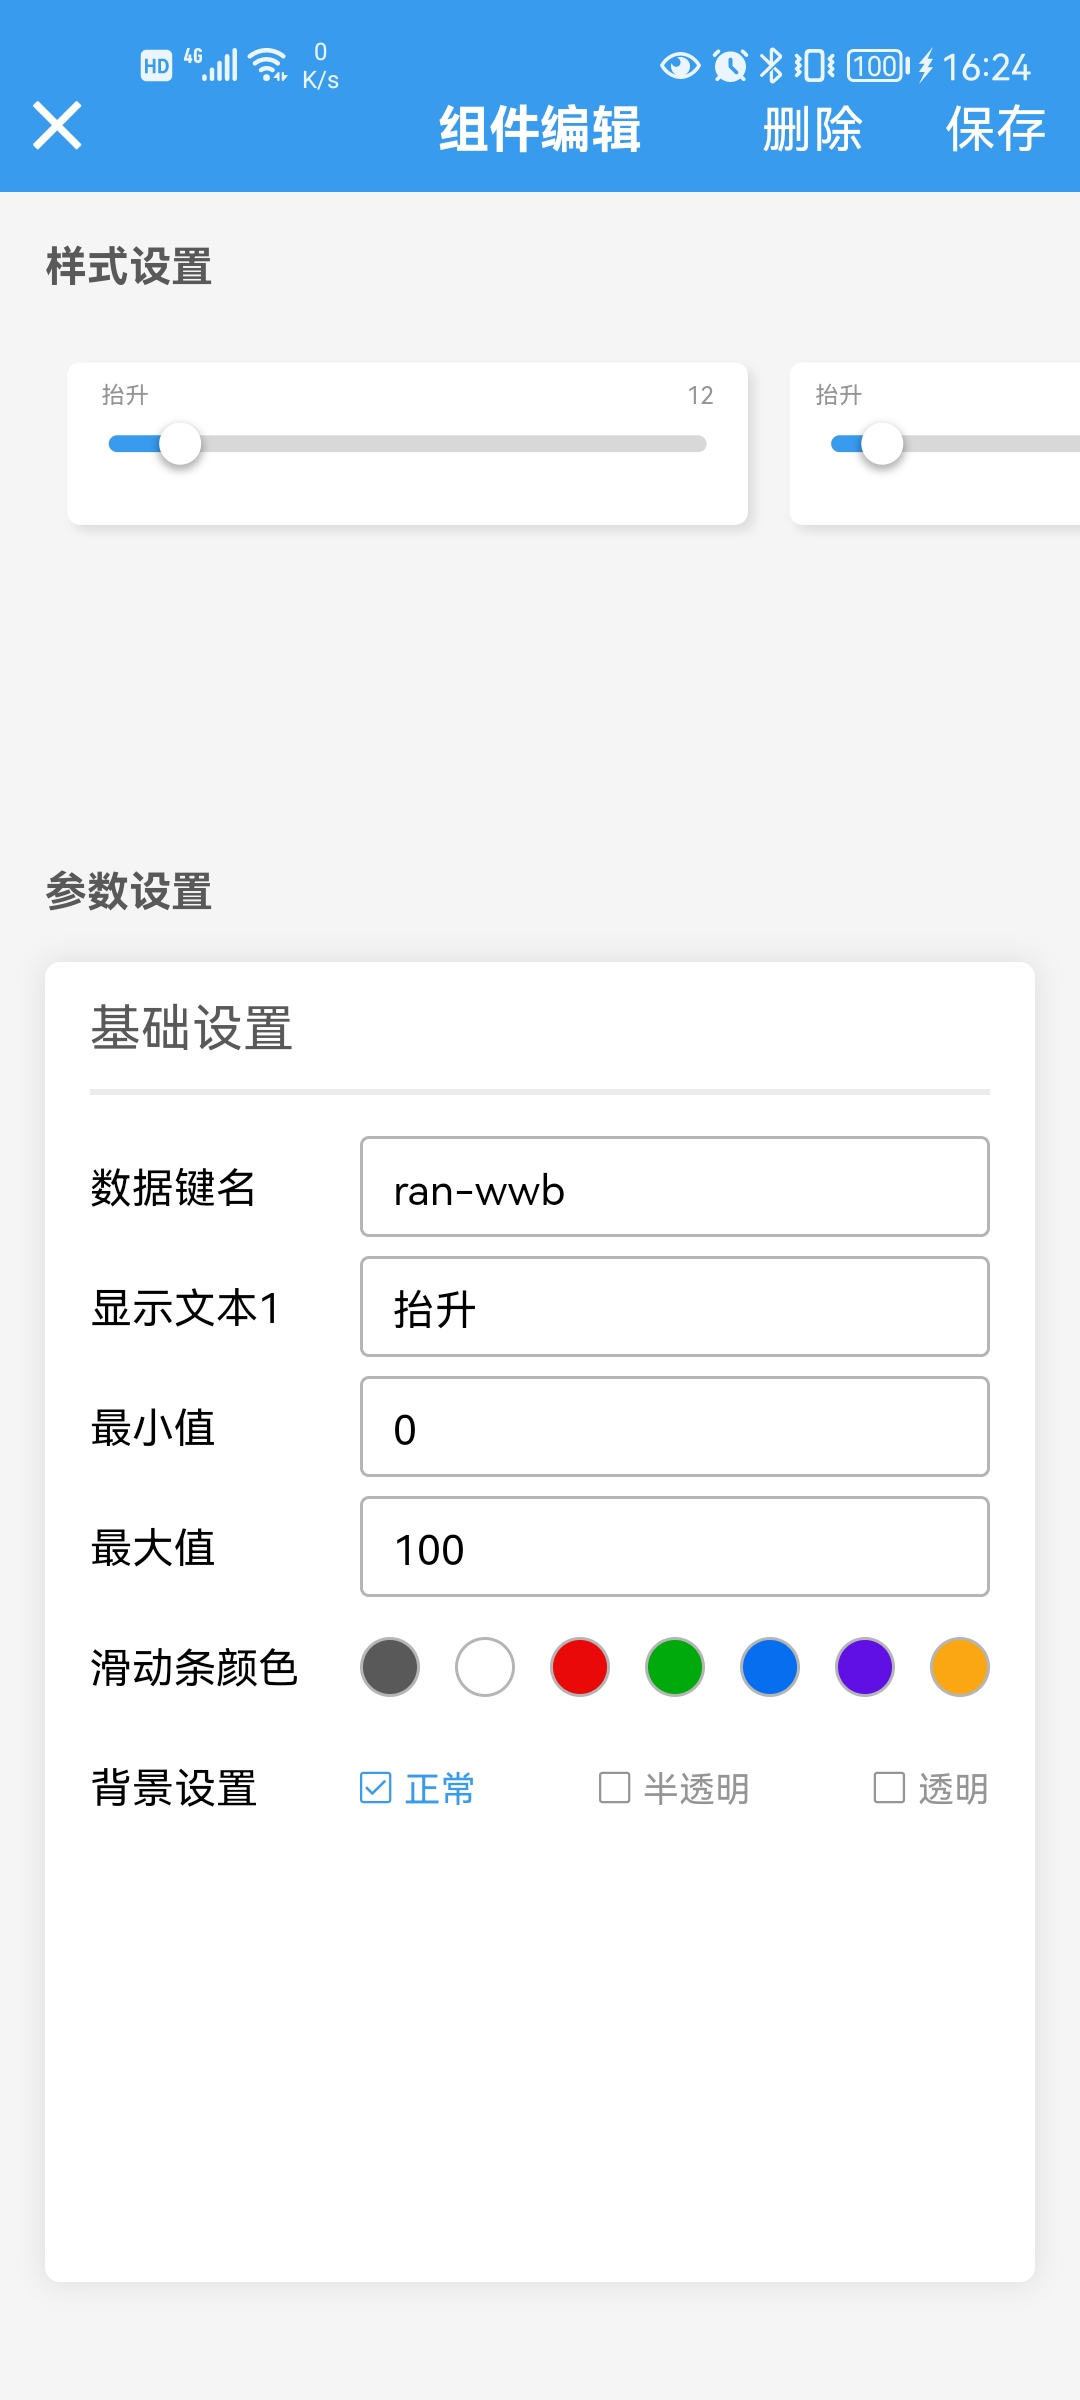 HD 4G 0 K/s 100 16:24
组件编辑 删除 保存
样式设置
抬升 12 抬升
参数设置
基础设置
数据键名 ran-wwb
显示文本1 抬升
最小值 0
最大值 100
滑动条颜色
背景设置 正常 半透明 透明